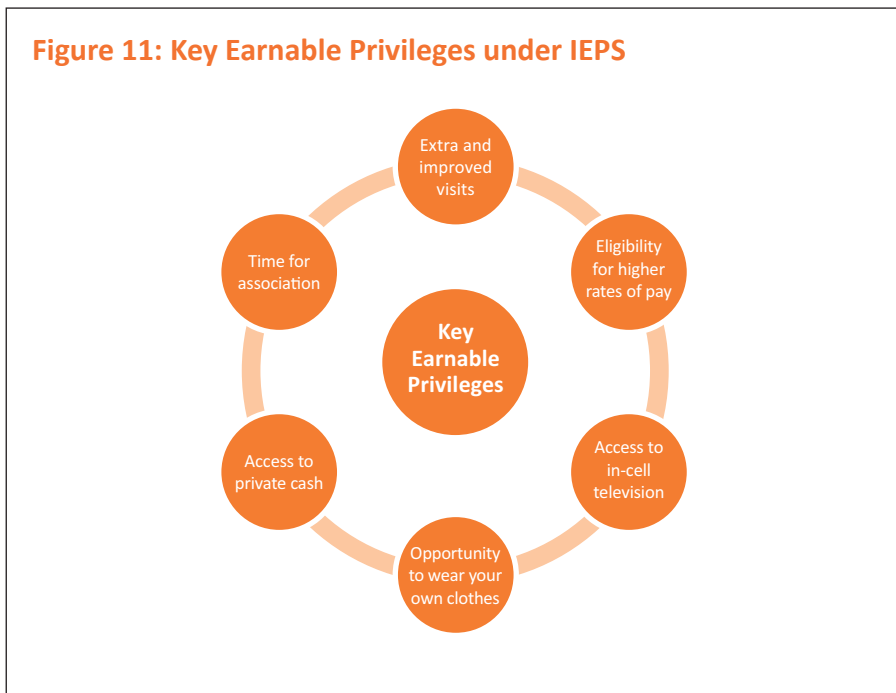 Figure 11: Key Earnable Privileges under IEPS
Extra and
improved
visits
Eligibility
for higher
rates of pay
Access to
in-cell
television
Opportunity
to wear your
own clothes
Access to
private cash
Time for
association
Key
Earnable
Privileges